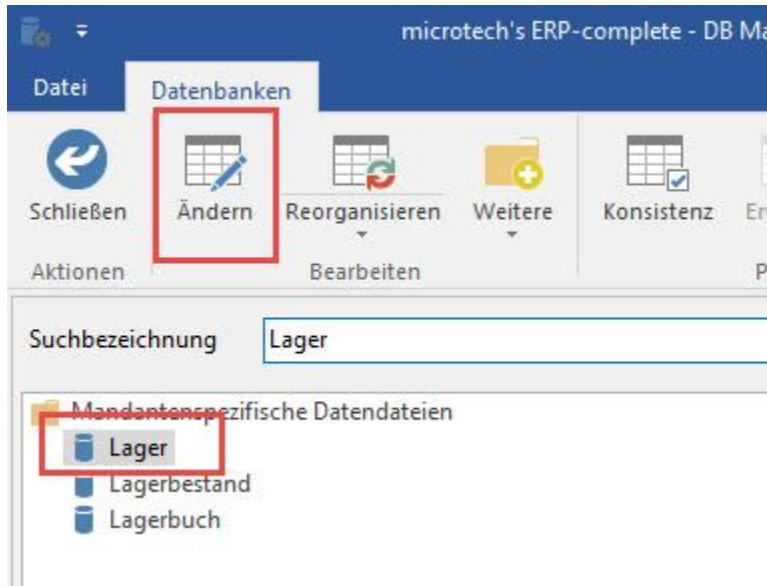 microtech's ERP-complete - DB Ma
Datei Datenbanken
Schließen Ändern Reorganisieren Weitere Konsistenz
Aktionen Bearbeiten
Suchbezeichnung Lager
Mandantenspezifische Datendateien
Lager
Lagerbestand
Lagerbuch